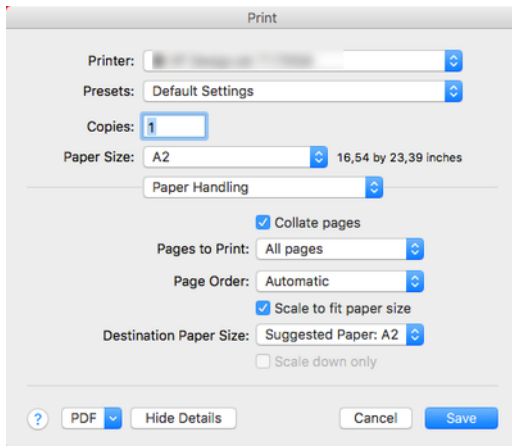 Print
Printer:
Presets: Default Settings
Copies: 1
Paper Size: A2 16,54 by 23,39 inches
Paper Handling
Collate pages
Pages to Print: All pages
Page Order: Automatic
Scale to fit paper size
Destination Paper Size: Suggested Paper: A2
Scale down only
? PDF Hide Details Cancel Save